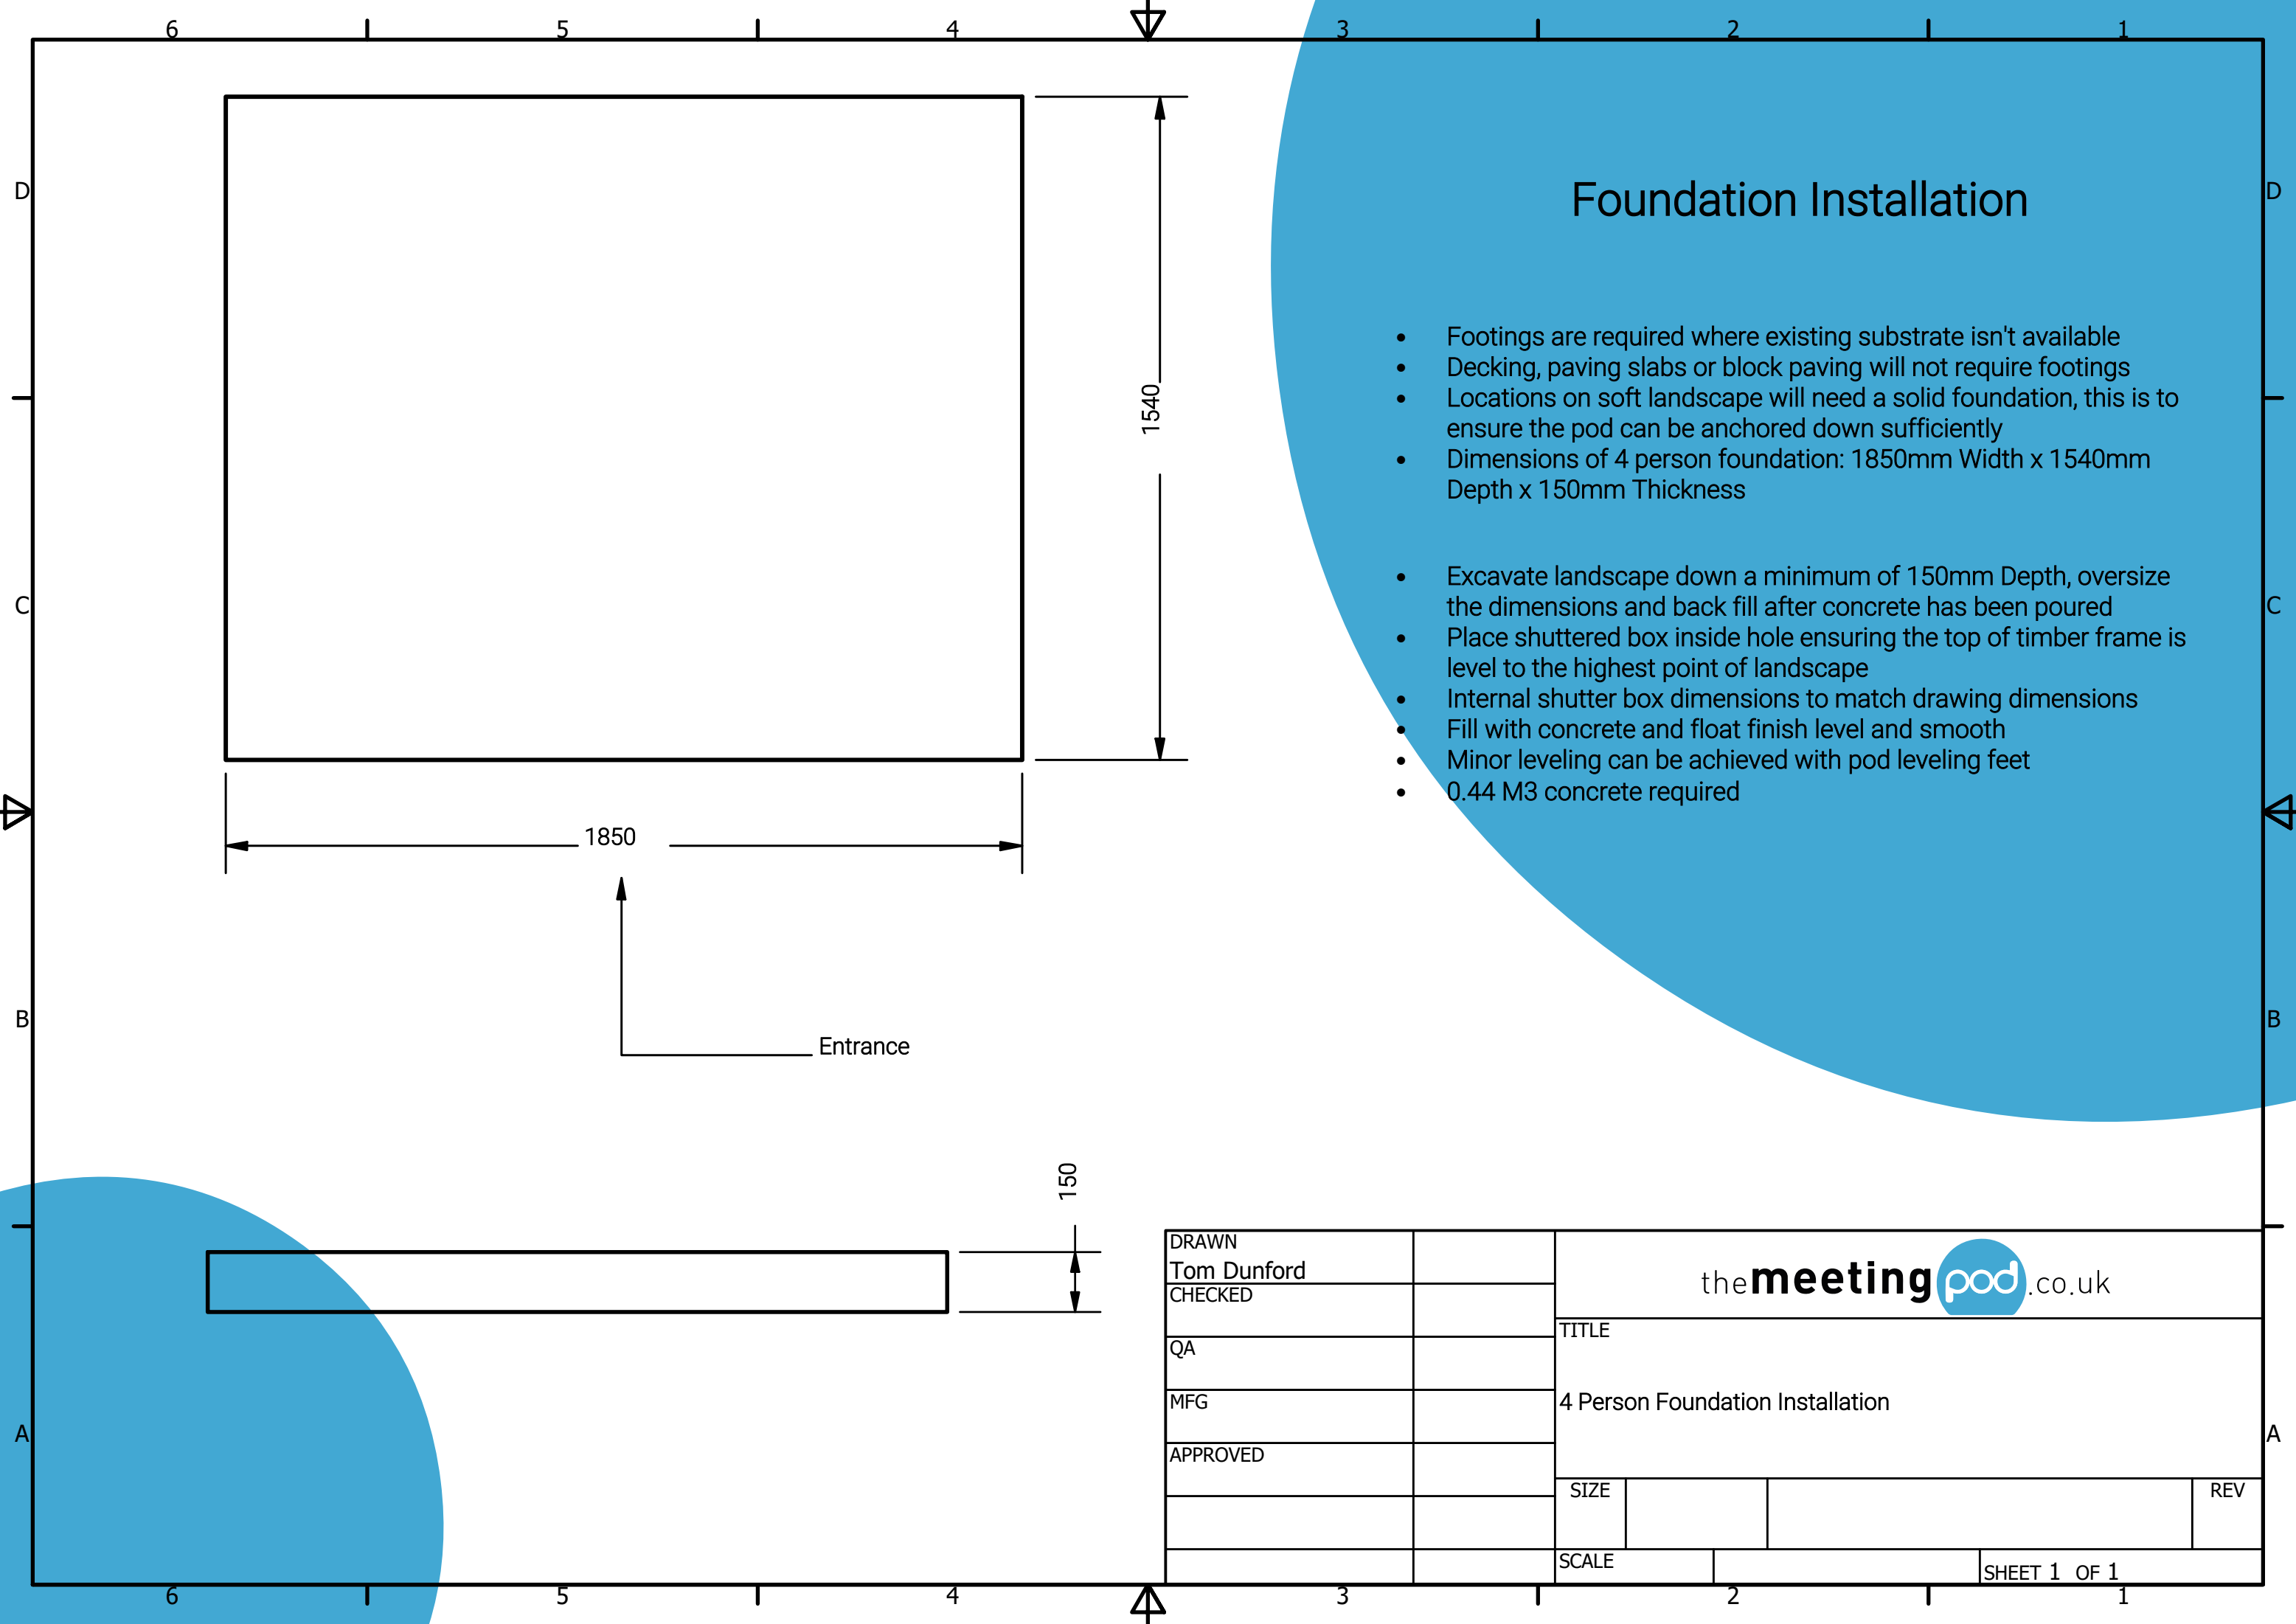 6 5 4 3 2 1
D D
C C
B B
A A
1540
1850
Entrance
150
Foundation Installation
• Footings are required where existing substrate isn't available
• Decking, paving slabs or block paving will not require footings
• Locations on soft landscape will need a solid foundation, this is to
ensure the pod can be anchored down sufficiently
• Dimensions of 4 person foundation: 1850mm Width x 1540mm
Depth x 150mm Thickness
• Excavate landscape down a minimum of 150mm Depth, oversize
the dimensions and back fill after concrete has been poured
• Place shuttered box inside hole ensuring the top of timber frame is
level to the highest point of landscape
• Internal shutter box dimensions to match drawing dimensions
• Fill with concrete and float finish level and smooth
• Minor leveling can be achieved with pod leveling feet
• 0.44 M3 concrete required
DRAWN
Tom Dunford
CHECKED
QA
MFG
APPROVED
themeetingpod.co.uk
TITLE
4 Person Foundation Installation
SIZE
REV
SCALE
SHEET 1 OF 1
6 5 4 3 2 1